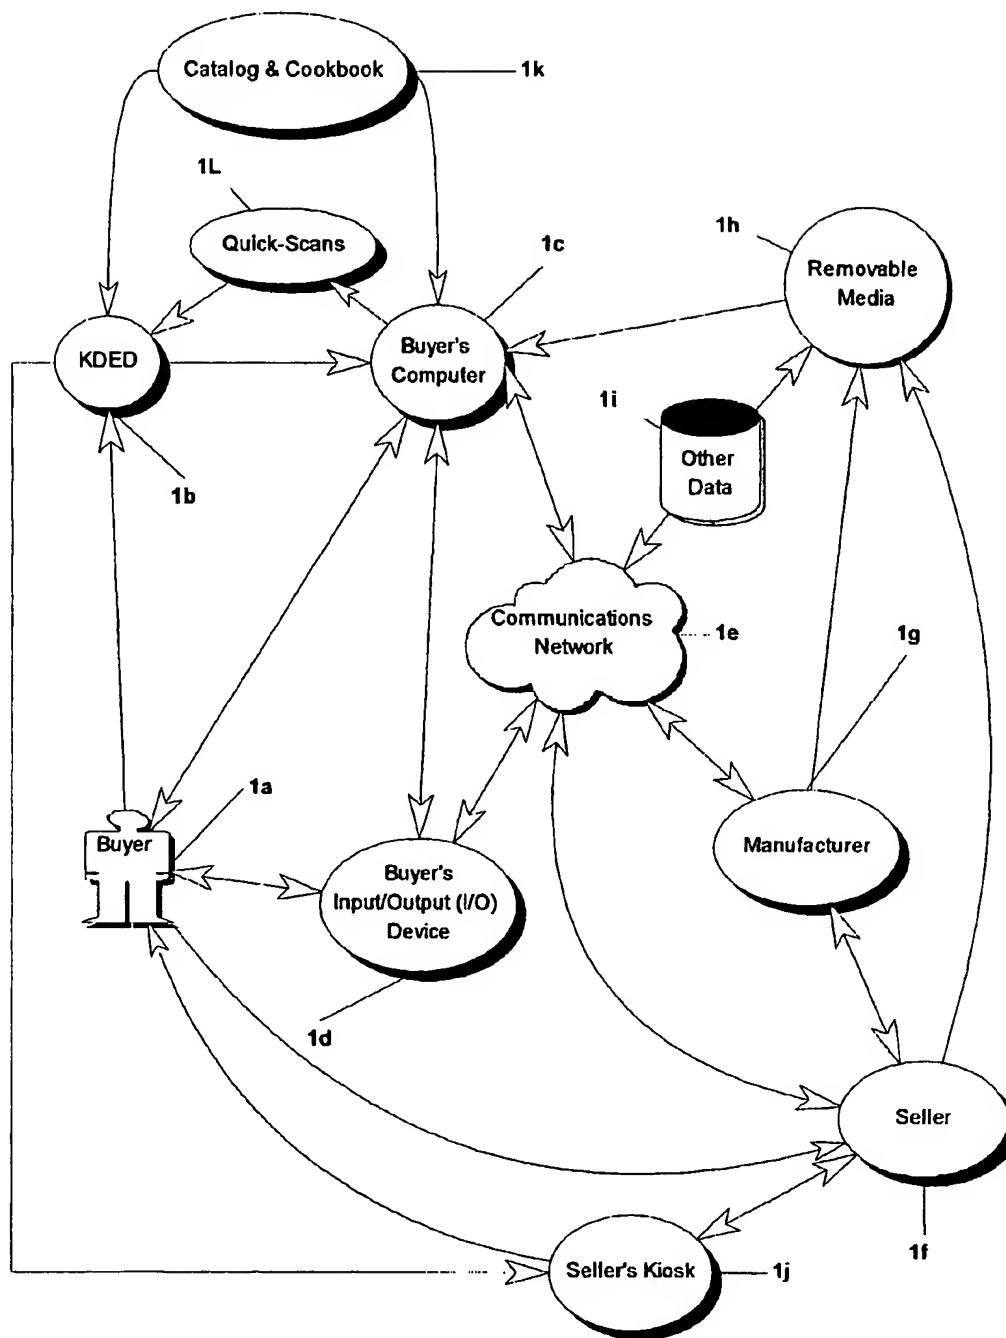 Catalog & Cookbook
1k
1L
Quick-Scans
1c
1h
Removable
Media
KDED
Buyer's
Computer
1i
Other
Data
1b
Communications
Network
1e
1g
1a
Buyer
Manufacturer
Buyer's
Input/Output (I/O)
Device
1d
Seller
1f
Seller's Kiosk
1j